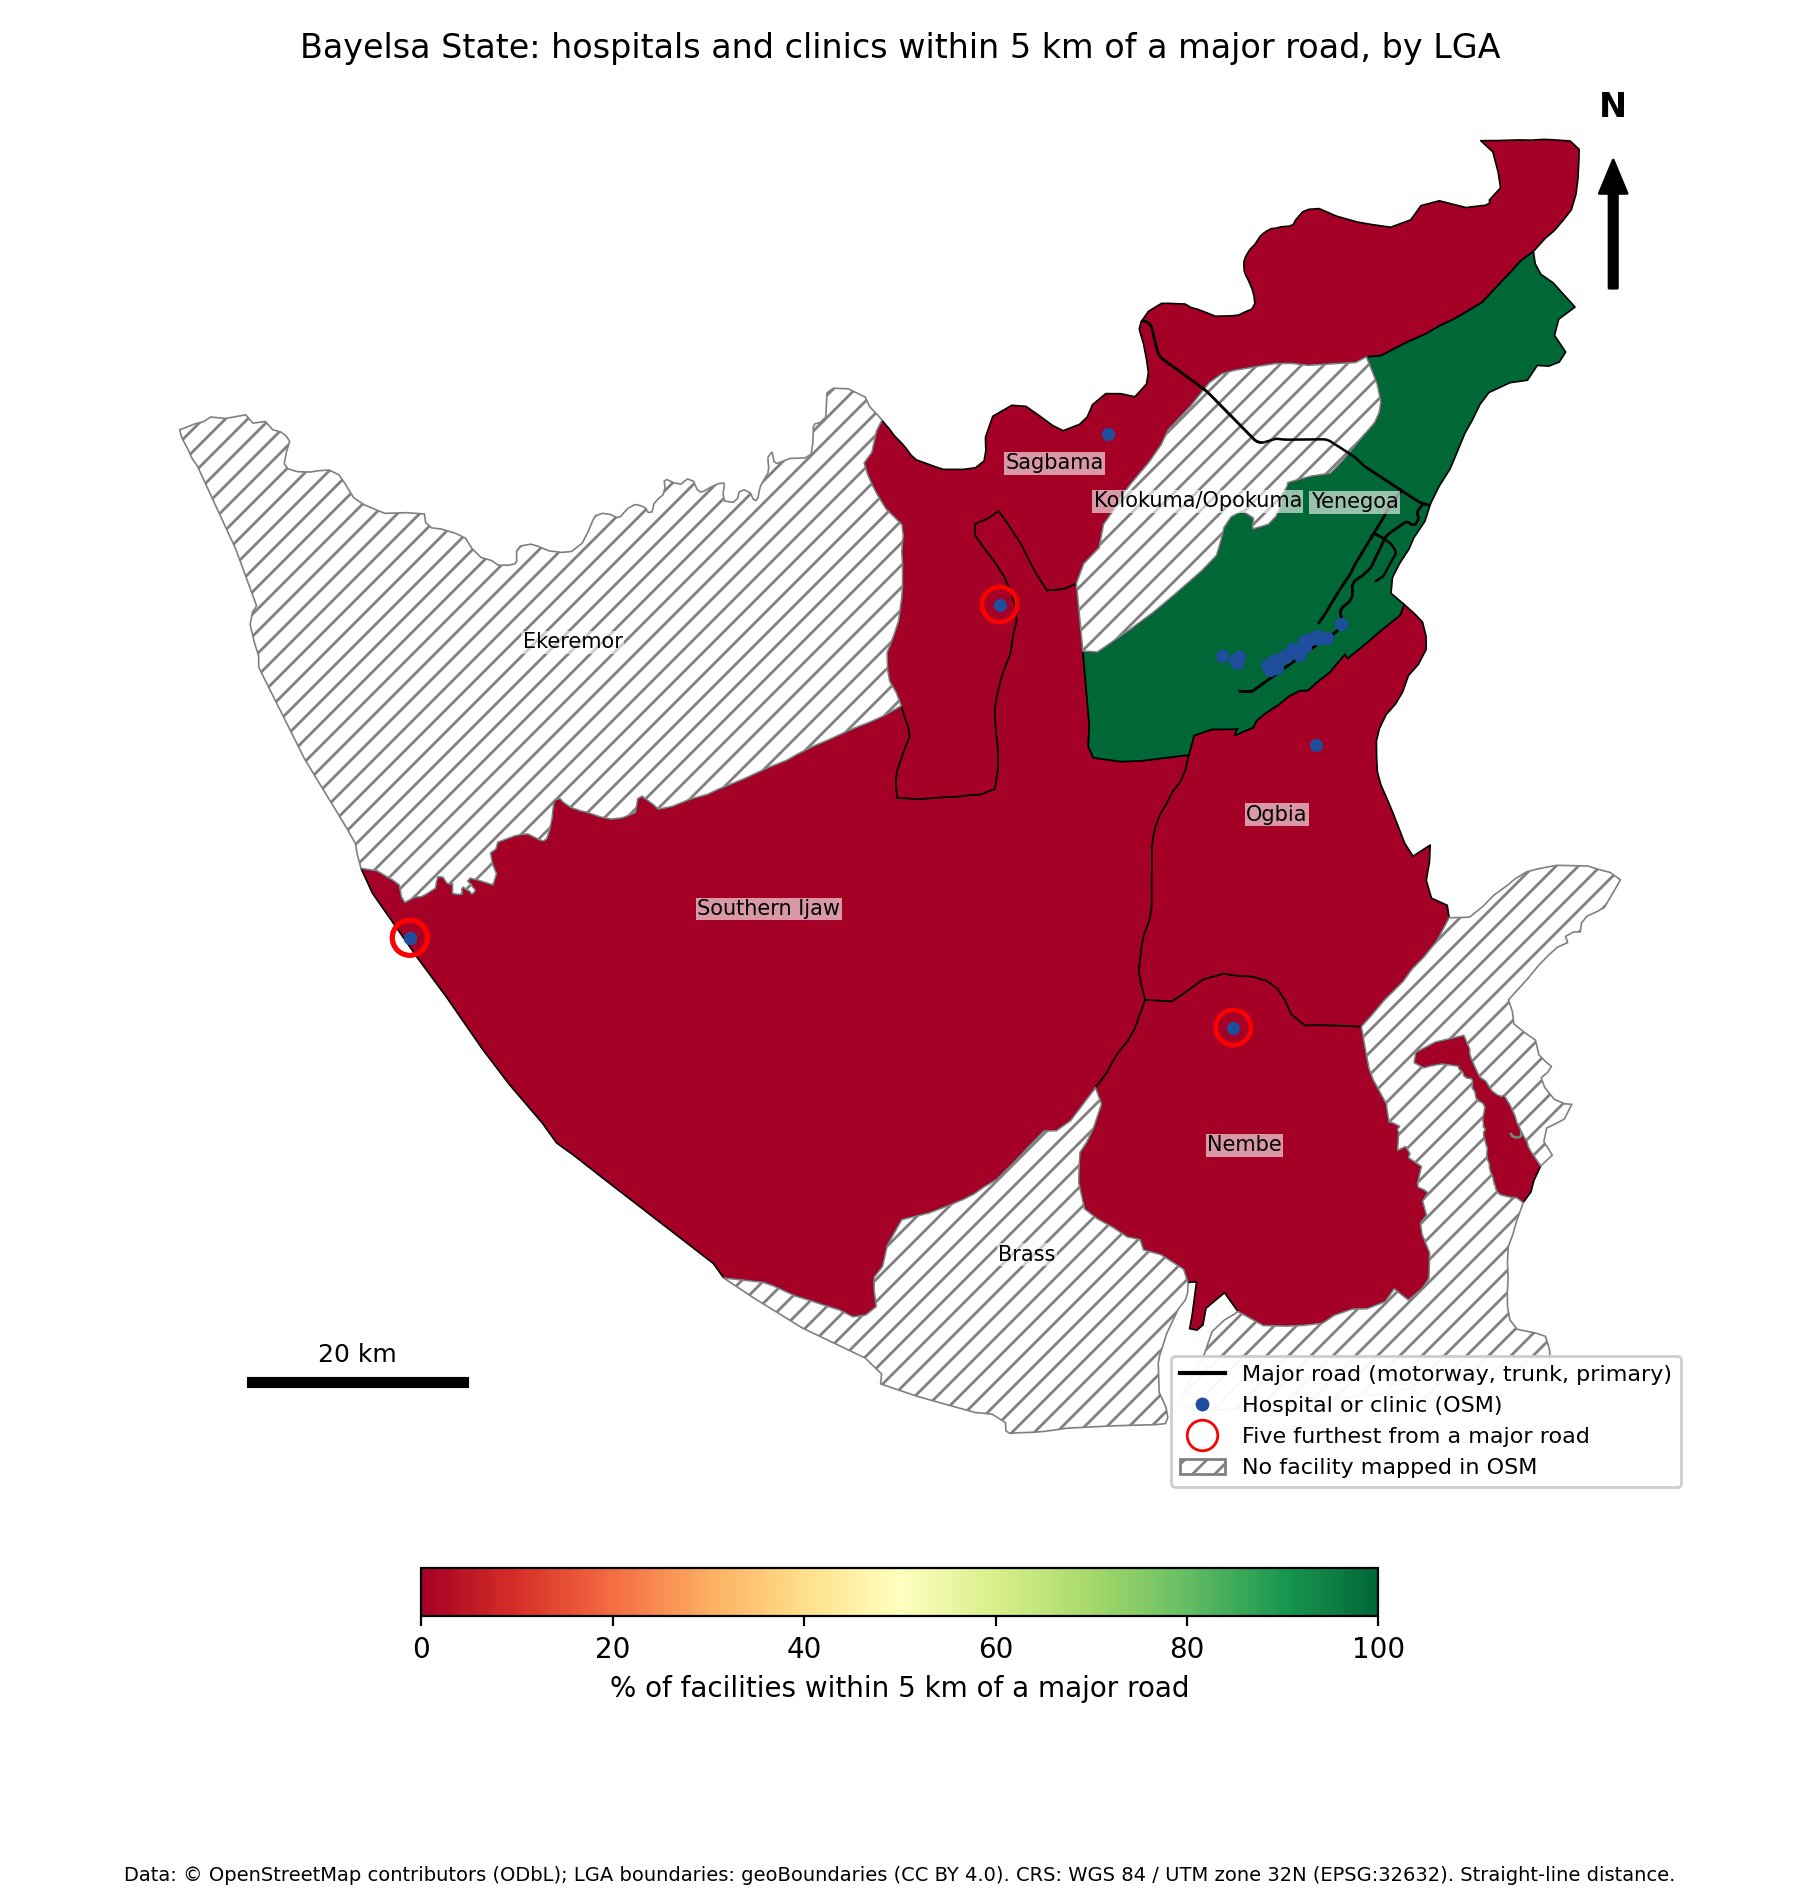 Bayelsa State: hospitals and clinics within 5 km of a major road, by LGA
N
Sagbama
Kolokuma/Opokuma
Yenegoa
Ekeremor
Ogbia
Southern Ijaw
Nembe
Brass
20 km
Major road (motorway, trunk, primary)
Hospital or clinic (OSM)
Five furthest from a major road
No facility mapped in OSM
0 20 40 60 80 100
% of facilities within 5 km of a major road
Data: © OpenStreetMap contributors (ODbL); LGA boundaries: geoBoundaries (CC BY 4.0). CRS: WGS 84 / UTM zone 32N (EPSG:32632). Straight-line distance.